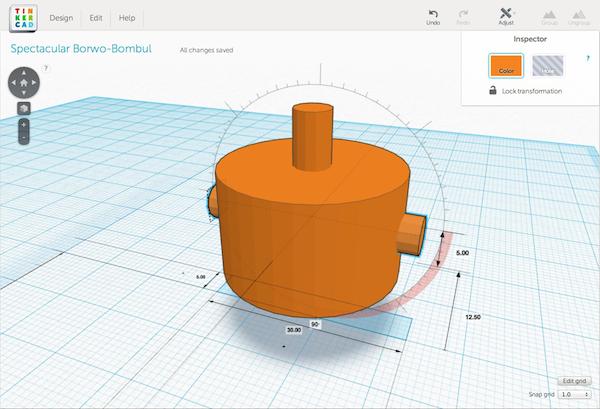 TIN
KER
CAD
Design
Edit
Help
Undo
Redo
Adjust
Group
Ungroup
Spectacular Borwo-Bombul
All changes saved
?
Inspector
Color
Hole
?
Lock transformation
+
-
5.00
5.00
12.50
30.00
90°
Edit grid
Snap grid
1.0